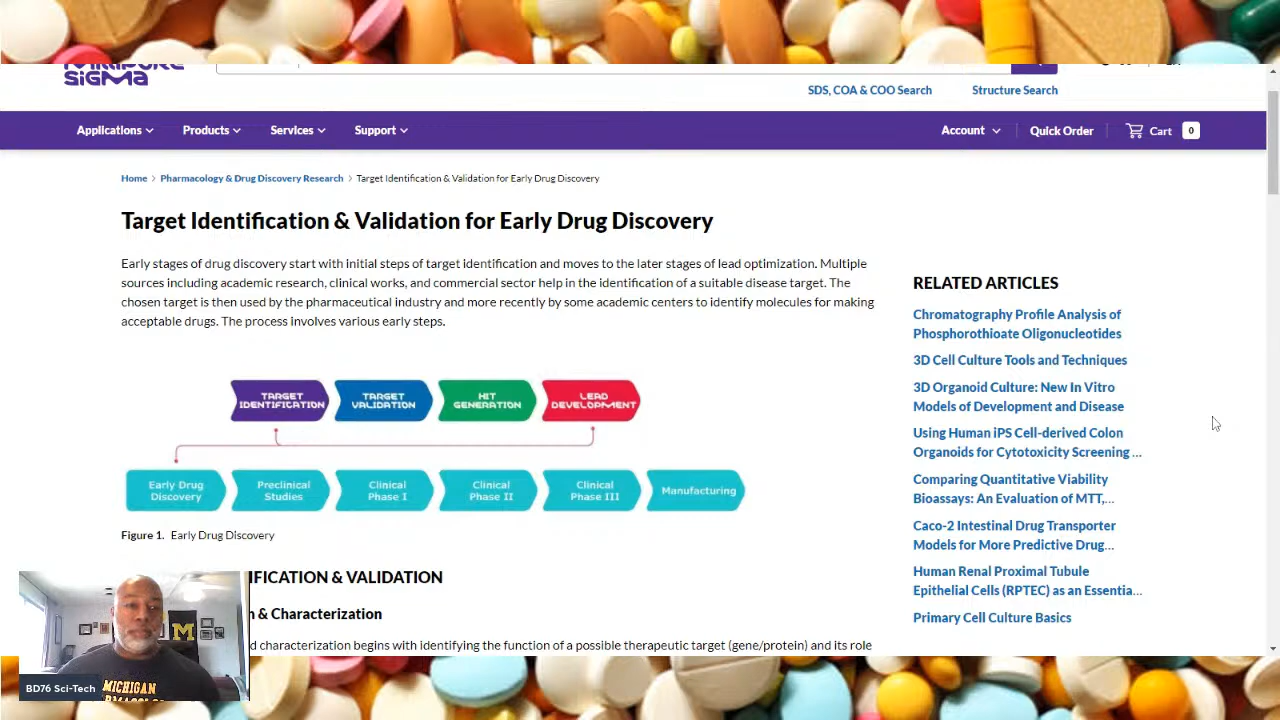 SIGMA
SDS, COA & COO Search
Structure Search
Applications
Products
Services
Support
Account
Quick Order
Cart
0
Home
Pharmacology & Drug Discovery Research
Target Identification & Validation for Early Drug Discovery
Target Identification & Validation for Early Drug Discovery
Early stages of drug discovery start with initial steps of target identification and moves to the later stages of lead optimization. Multiple
sources including academic research, clinical works, and commercial sector help in the identification of a suitable disease target. The
chosen target is then used by the pharmaceutical industry and more recently by some academic centers to identify molecules for making
acceptable drugs. The process involves various early steps.
TARGET
IDENTIFICATION
TARGET
VALIDATION
HIT
GENERATION
LEAD
DEVELOPMENT
Early Drug
Discovery
Preclinical
Studies
Clinical
Phase I
Clinical
Phase II
Clinical
Phase III
Manufacturing
Figure 1. Early Drug Discovery
IFICATION & VALIDATION
n & Characterization
d characterization begins with identifying the function of a possible therapeutic target (gene/protein) and its role
RELATED ARTICLES
Chromatography Profile Analysis of
Phosphorothioate Oligonucleotides
3D Cell Culture Tools and Techniques
3D Organoid Culture: New In Vitro
Models of Development and Disease
Using Human iPS Cell-derived Colon
Organoids for Cytotoxicity Screening ...
Comparing Quantitative Viability
Bioassays: An Evaluation of MTT,...
Caco-2 Intestinal Drug Transporter
Models for More Predictive Drug...
Human Renal Proximal Tubule
Epithelial Cells (RPTEC) as an Essentia...
Primary Cell Culture Basics
M
MICHIGAN
BD76 Sci-Tech